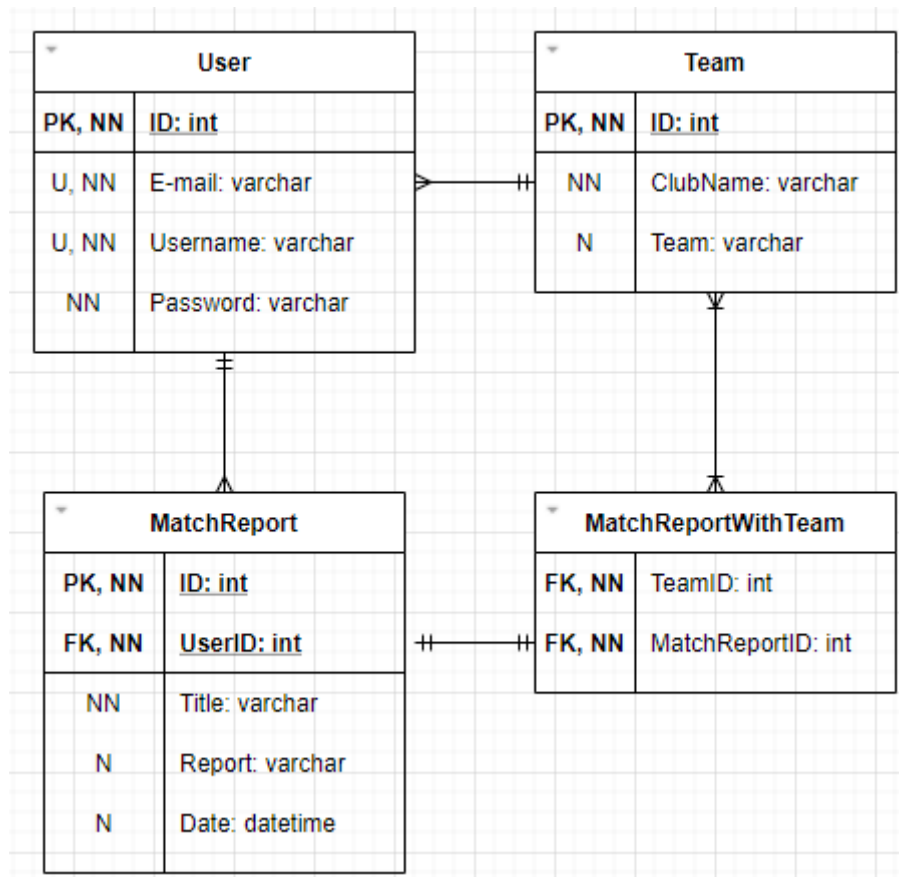 User
PK, NN ID: int
U, NN E-mail: varchar
U, NN Username: varchar
NN Password: varchar
Team
PK, NN ID: int
NN ClubName: varchar
N Team: varchar
MatchReport
PK, NN ID: int
FK, NN UserID: int
NN Title: varchar
N Report: varchar
N Date: datetime
MatchReportWithTeam
FK, NN TeamID: int
FK, NN MatchReportID: int